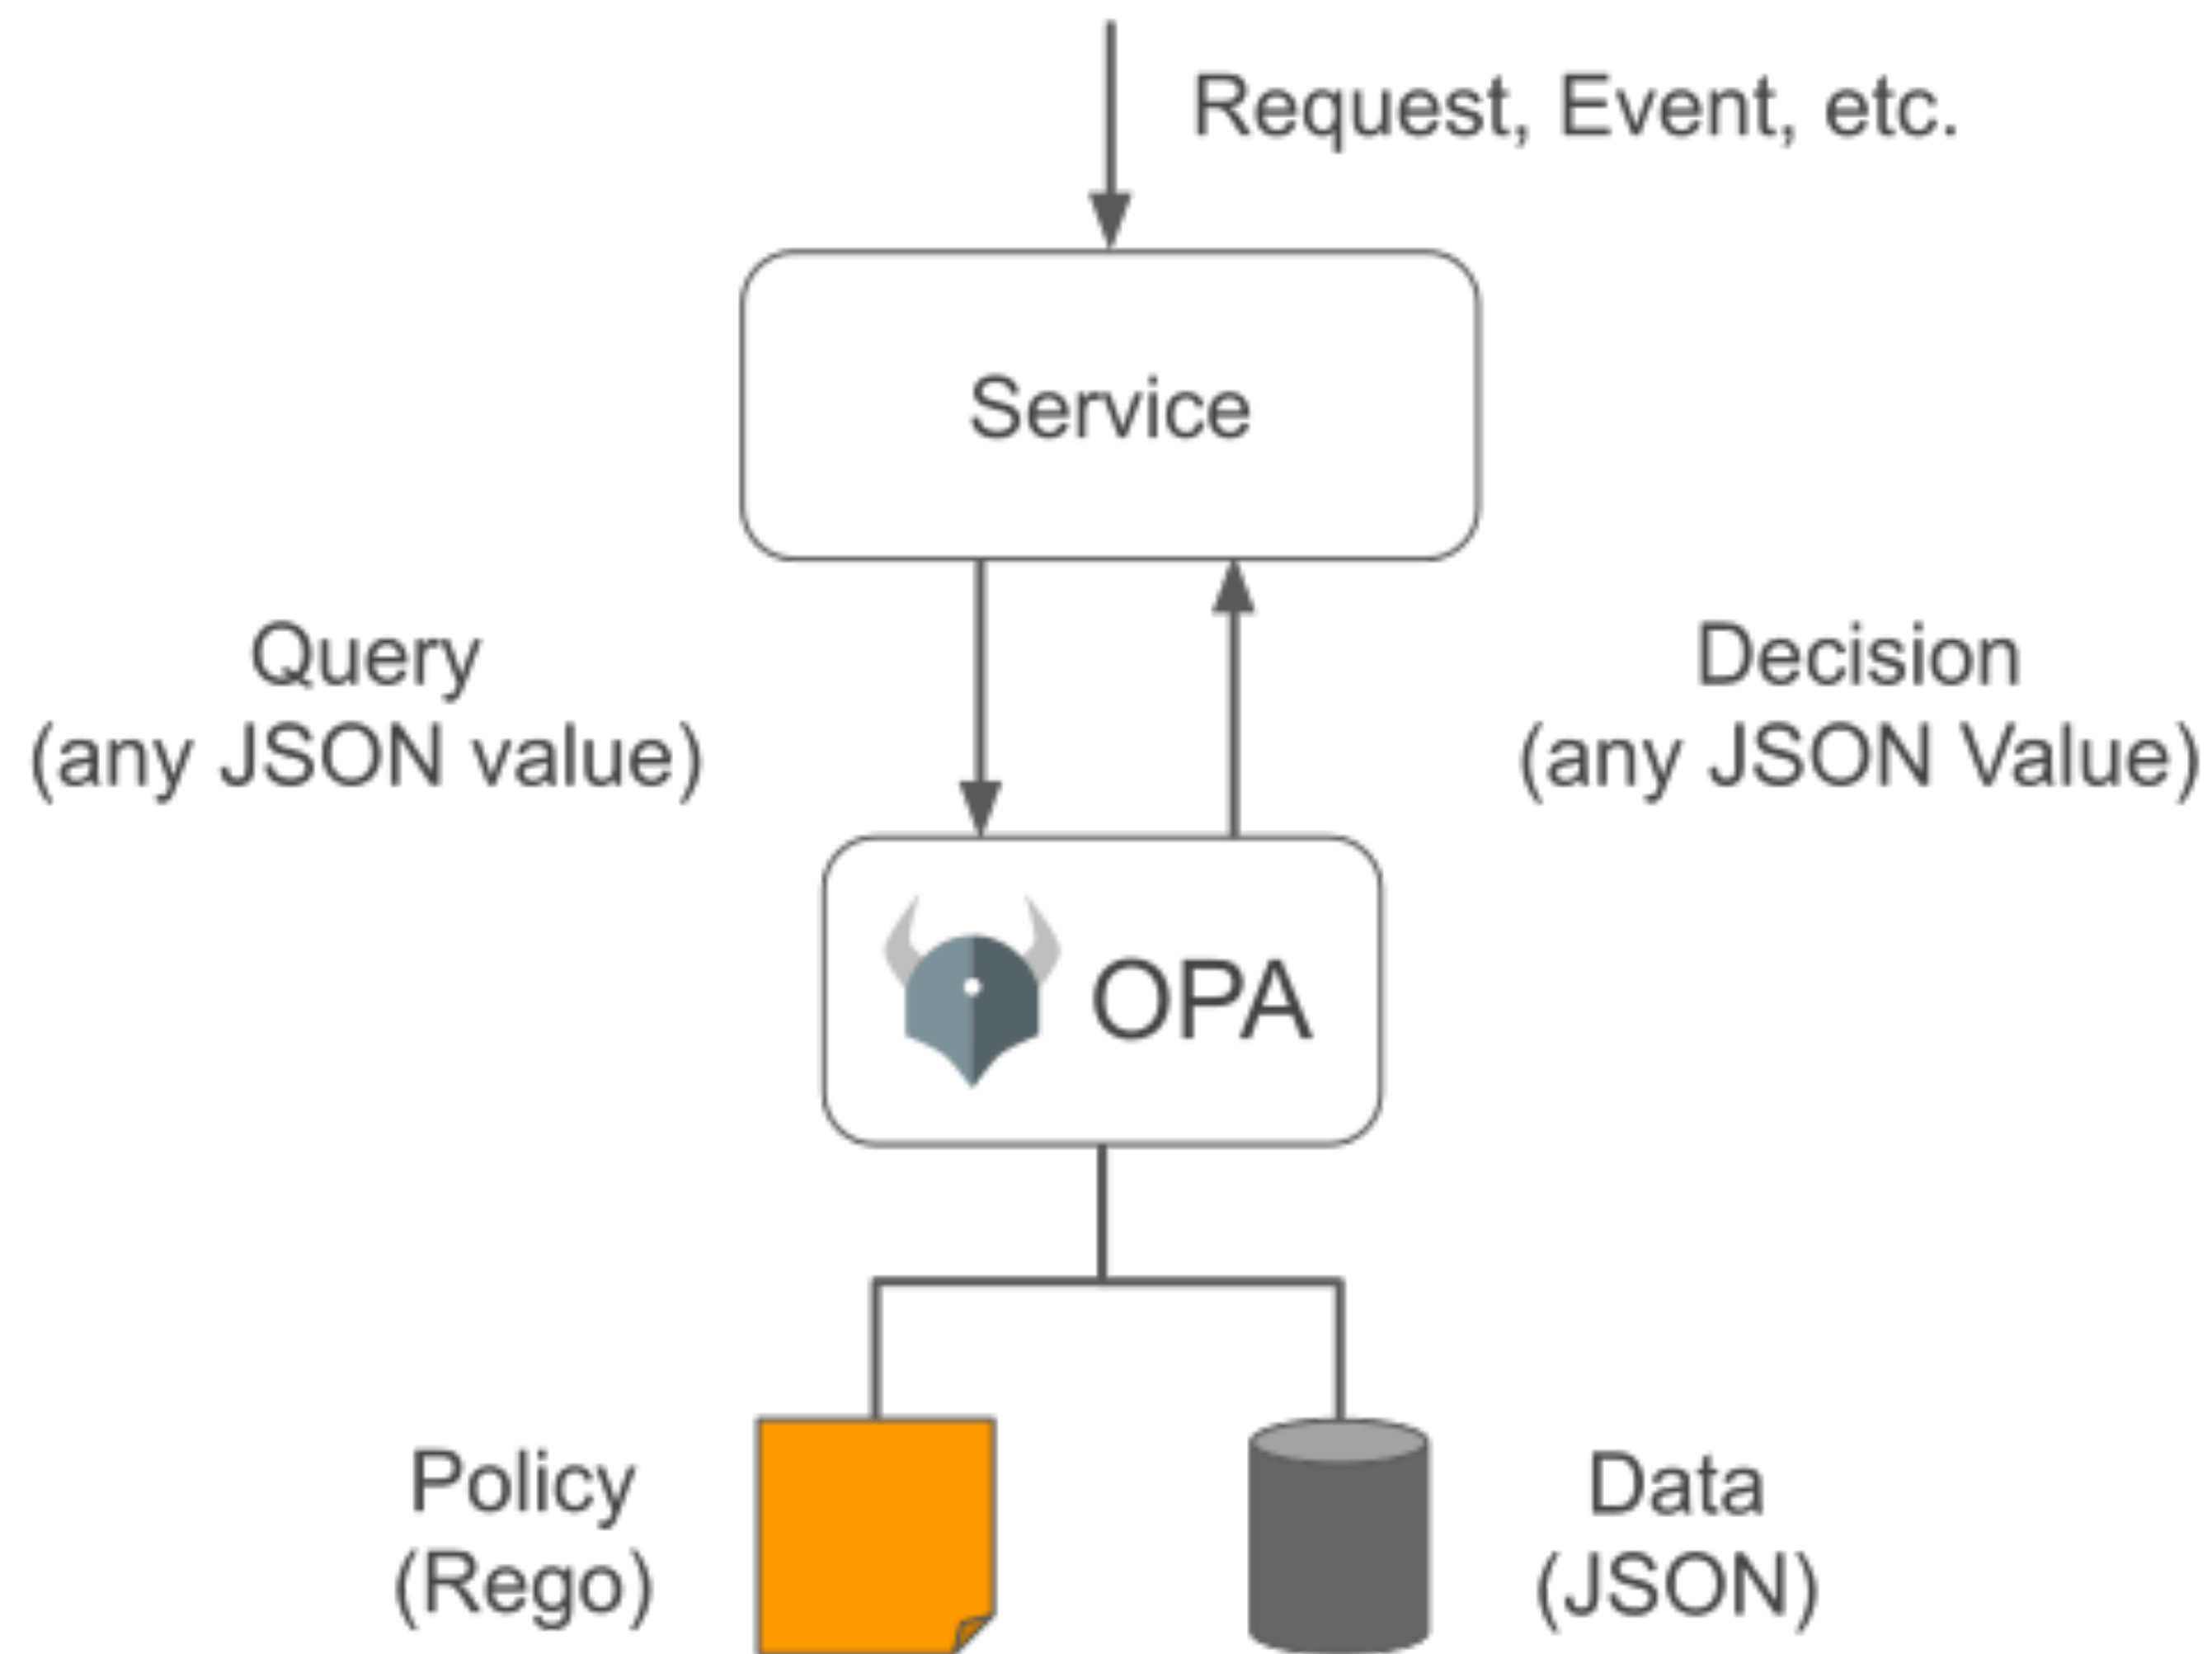 Request, Event, etc.
Service
Query
(any JSON value)
Decision
(any JSON Value)
OPA
Policy
(Rego)
Data
(JSON)